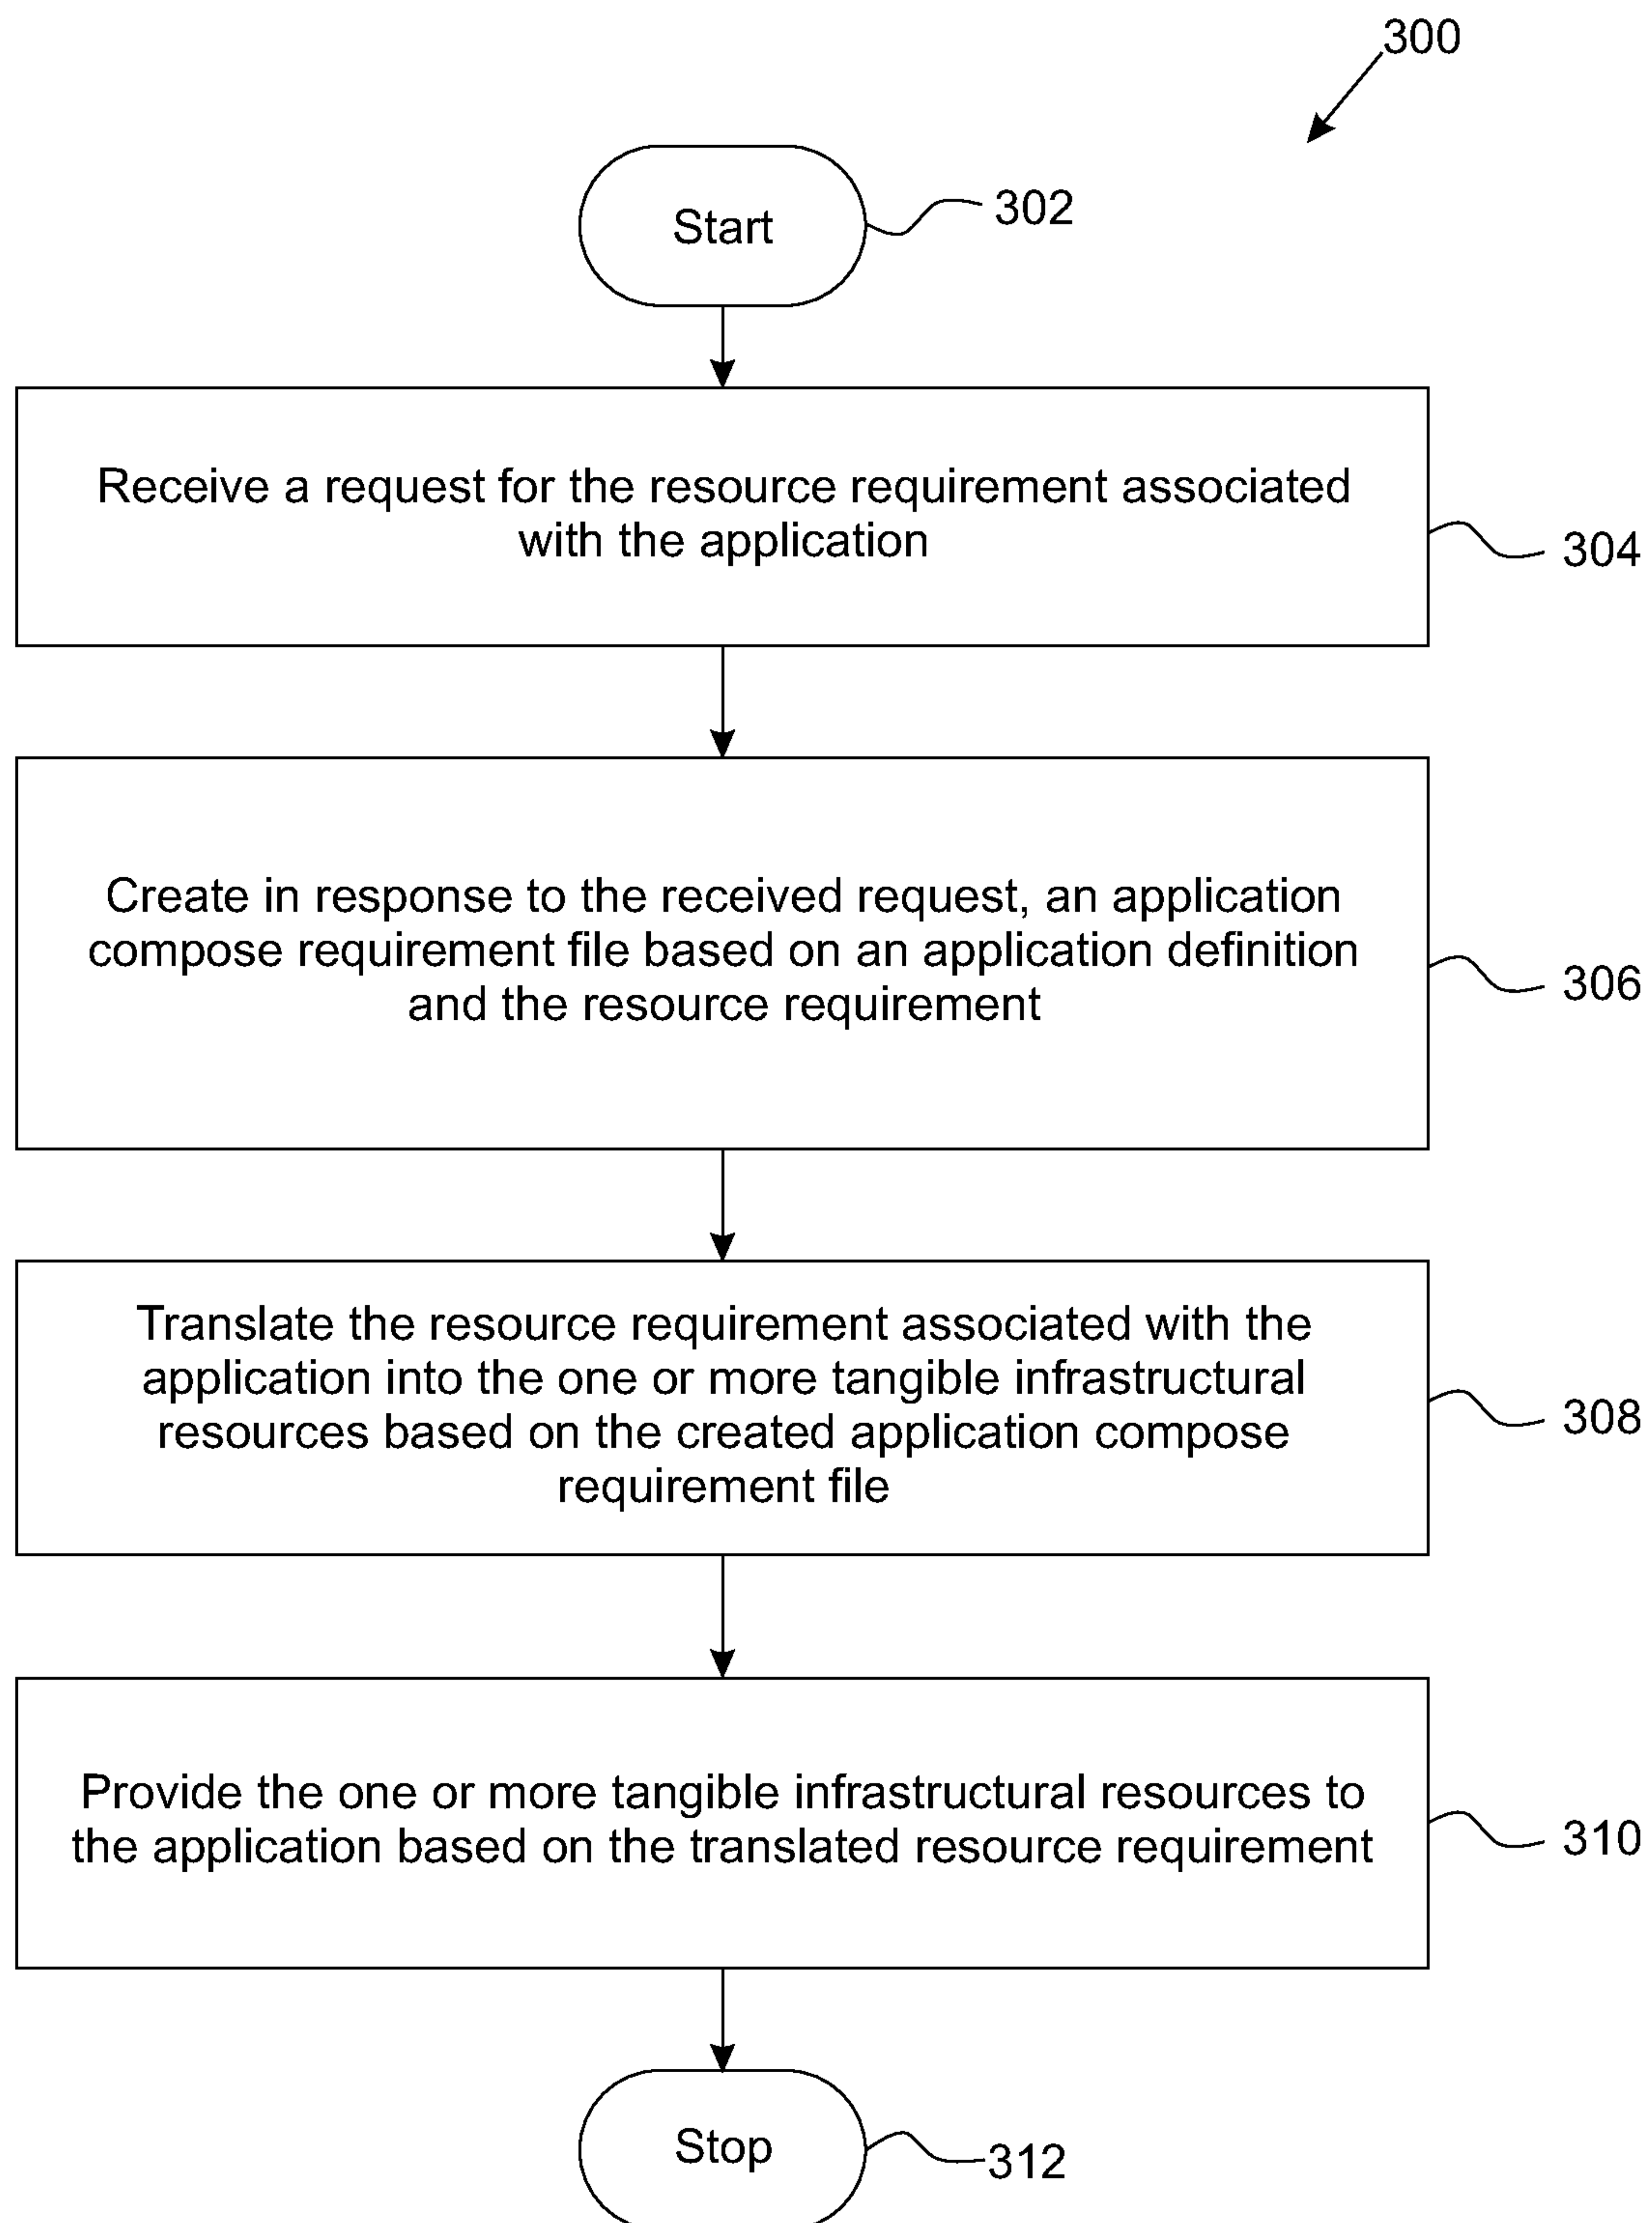 300
Start
302
Receive a request for the resource requirement associated
with the application
304
Create in response to the received request, an application
compose requirement file based on an application definition
and the resource requirement
306
Translate the resource requirement associated with the
application into the one or more tangible infrastructural
resources based on the created application compose
requirement file
308
Provide the one or more tangible infrastructural resources to
the application based on the translated resource requirement
310
Stop
312